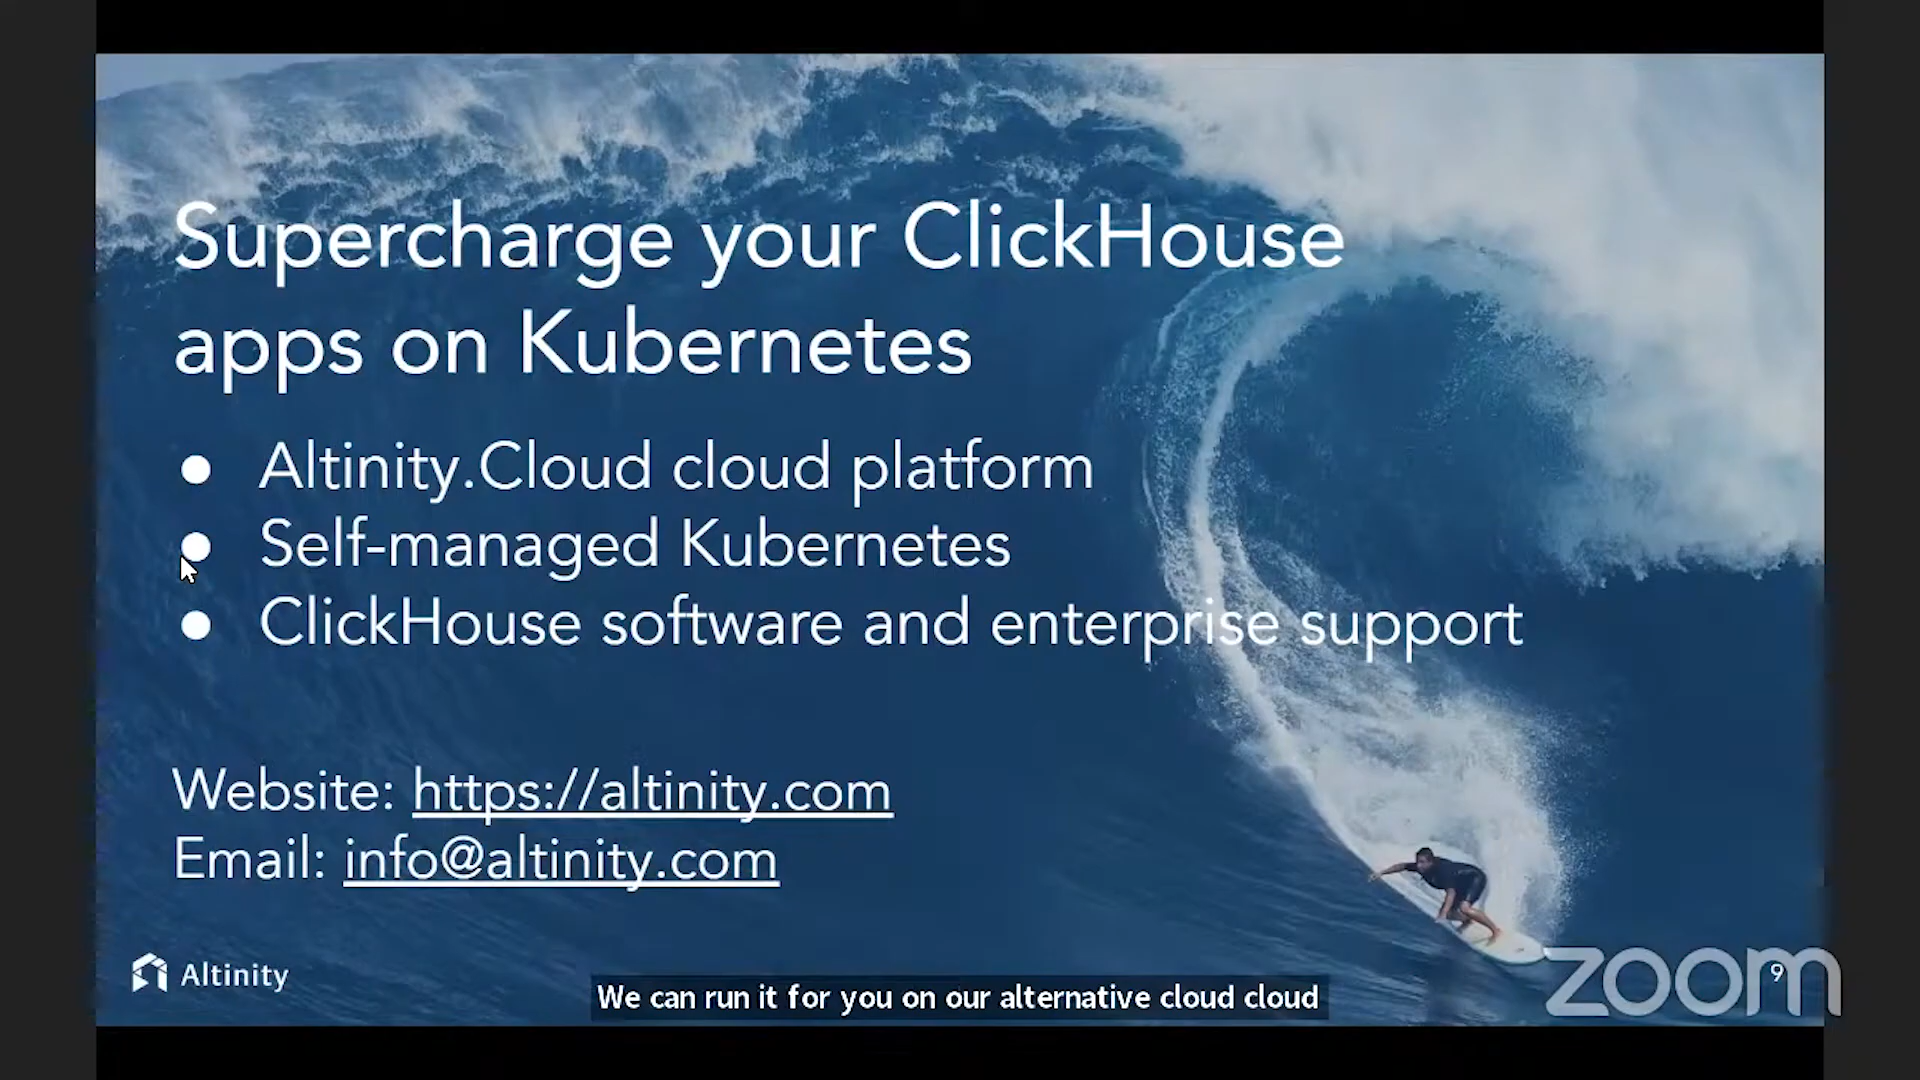 Supercharge your ClickHouse
apps on Kubernetes
● Altinity.Cloud cloud platform
● Self-managed Kubernetes
● ClickHouse software and enterprise support
Website: https://altinity.com
Email: info@altinity.com
Altinity
We can run it for you on our alternative cloud cloud
9
zoom